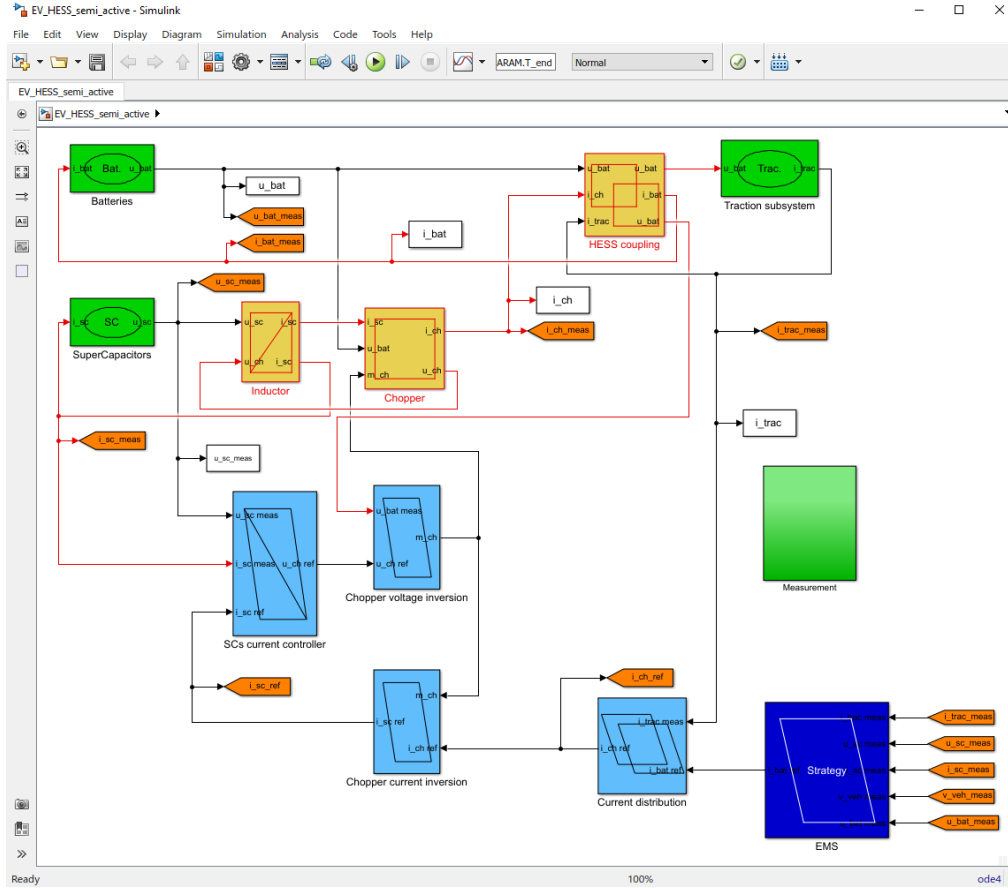 EV_HESS_semi_active - Simulink
File Edit View Display Diagram Simulation Analysis Code Tools Help
ARAM.T_end Normal
EV_HESS_semi_active
EV_HESS_semi_active
i_bat Bat. u_bat
Batteries
u_bat
u_bat_meas
i_bat_meas
i_bat
u_bat u_bat
i_ch i_bat
i_trac u_bat
HESS coupling
u_bat Trac. i_trac
Traction subsystem
u_sc_meas
i_sc SC u_sc
SuperCapacitors
u_sc i_sc
u_ch i_sc
Inductor
i_sc
u_bat
m_ch
i_ch
u_ch
Chopper
i_ch
i_ch_meas
i_trac_meas
i_trac
i_sc_meas
u_sc_meas
u_sc meas
i_sc meas u_ch ref
i_sc ref
SCs current controller
u_bat meas
m_ch
u_ch ref
Chopper voltage inversion
Measurement
i_sc_ref
m_ch
i_sc ref
i_ch ref
Chopper current inversion
i_ch_ref
i_trac meas
i_ch ref
i_bat ref
Current distribution
Strategy
EMS
i_trac_meas
u_sc_meas
i_sc_meas
v_veh_meas
u_bat_meas
Ready 100% ode4